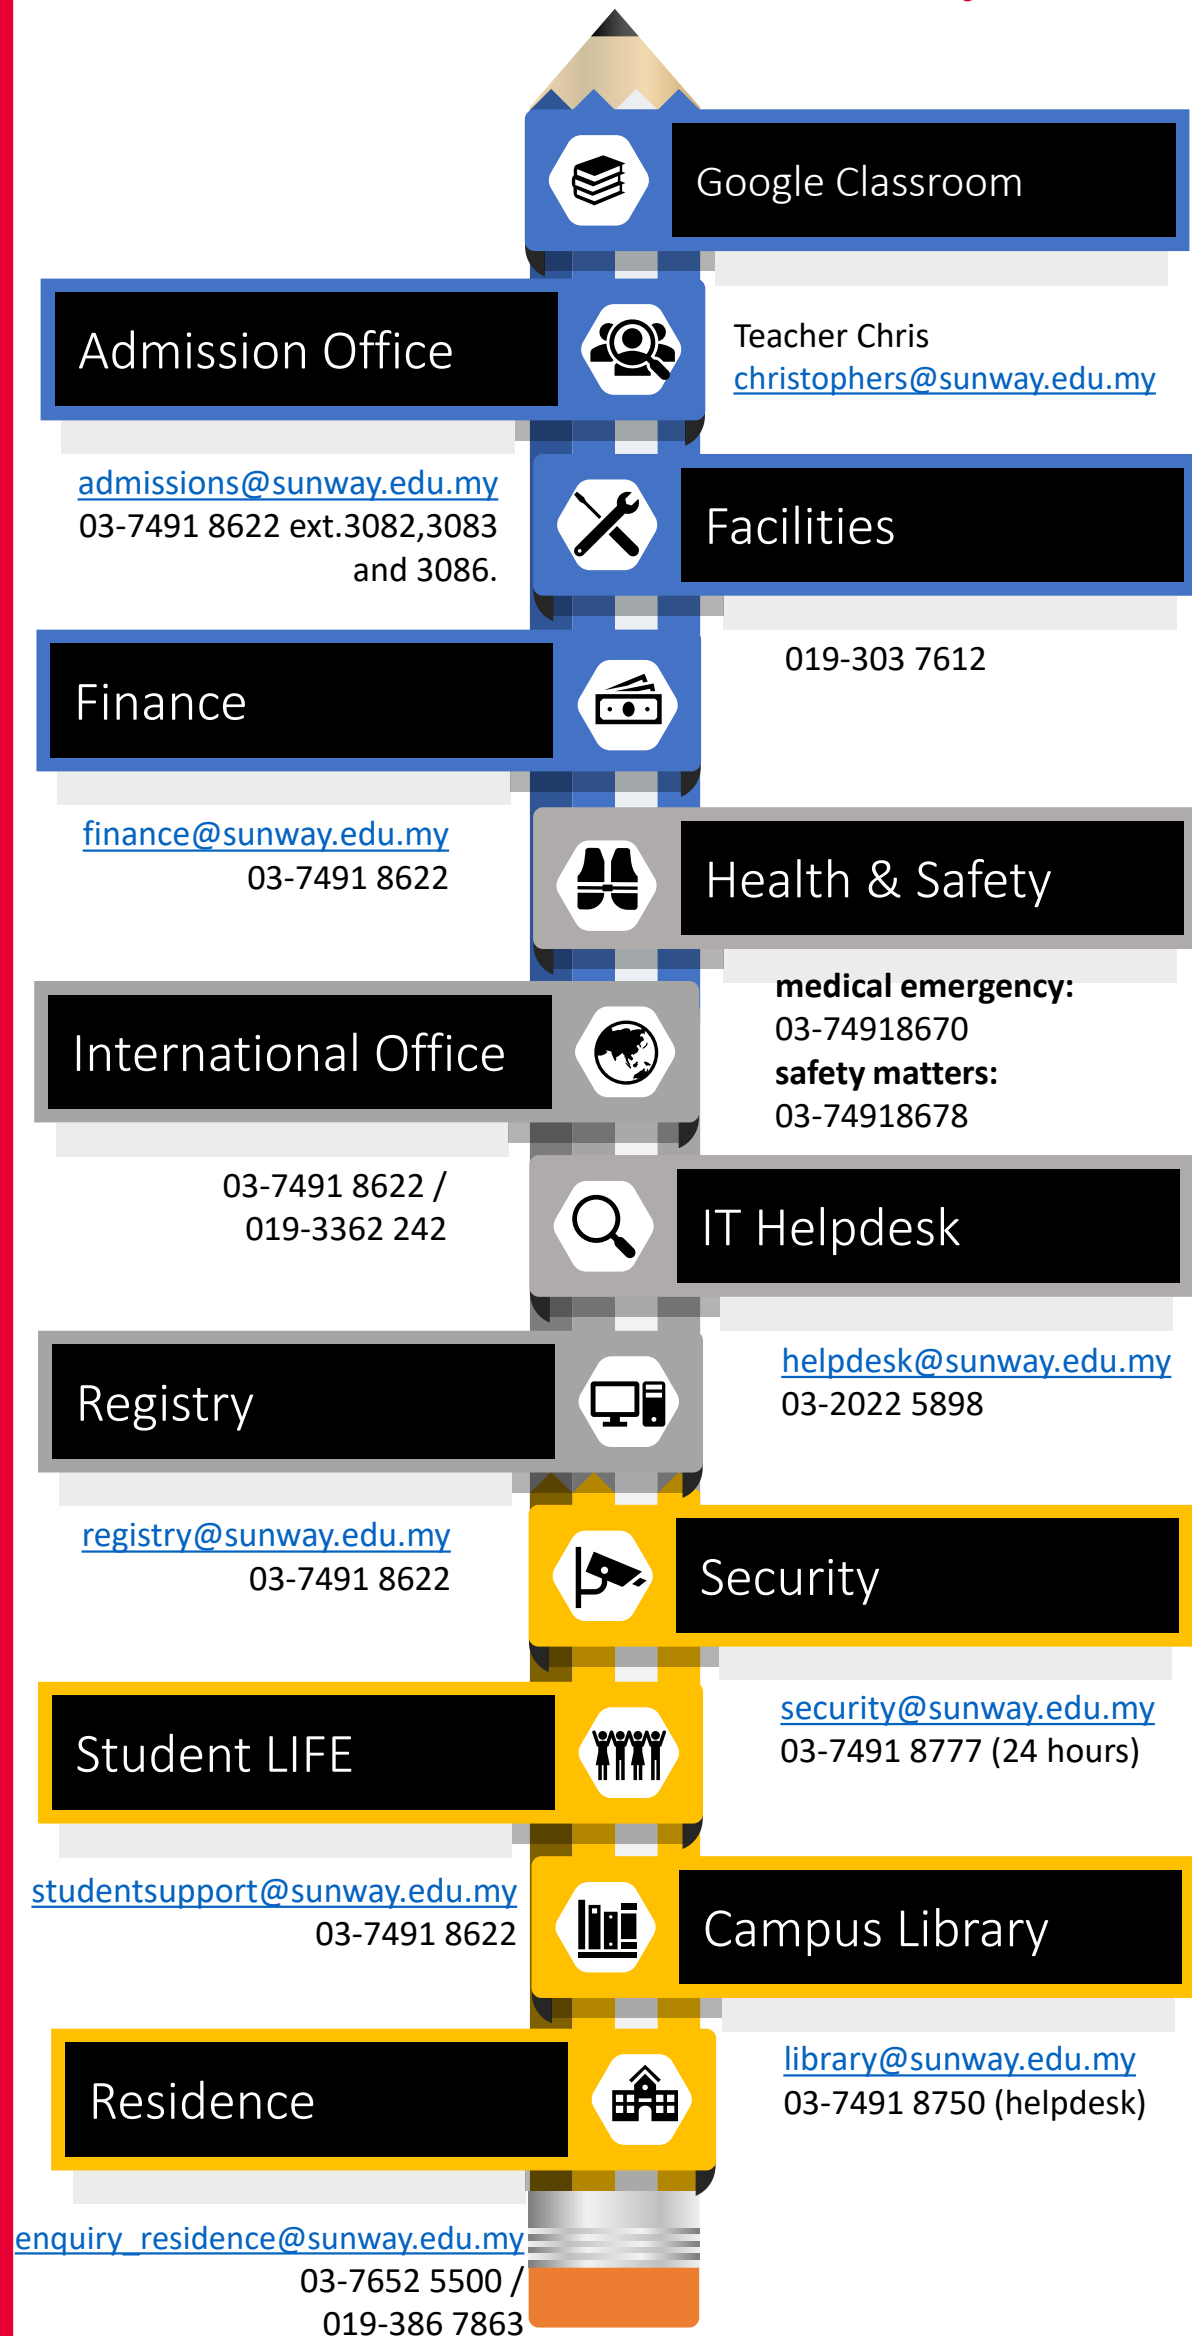 Google Classroom
Teacher Chris
christophers@sunway.edu.my
Admission Office
admissions@sunway.edu.my
03-7491 8622 ext.3082,3083
and 3086.
Facilities
019-303 7612
Finance
finance@sunway.edu.my
03-7491 8622
Health & Safety
medical emergency:
03-74918670
safety matters:
03-74918678
International Office
03-7491 8622 /
019-3362 242
IT Helpdesk
helpdesk@sunway.edu.my
03-2022 5898
Registry
registry@sunway.edu.my
03-7491 8622
Security
security@sunway.edu.my
03-7491 8777 (24 hours)
Student LIFE
studentsupport@sunway.edu.my
03-7491 8622
Campus Library
library@sunway.edu.my
03-7491 8750 (helpdesk)
Residence
enquiry_residence@sunway.edu.my
03-7652 5500 /
019-386 7863